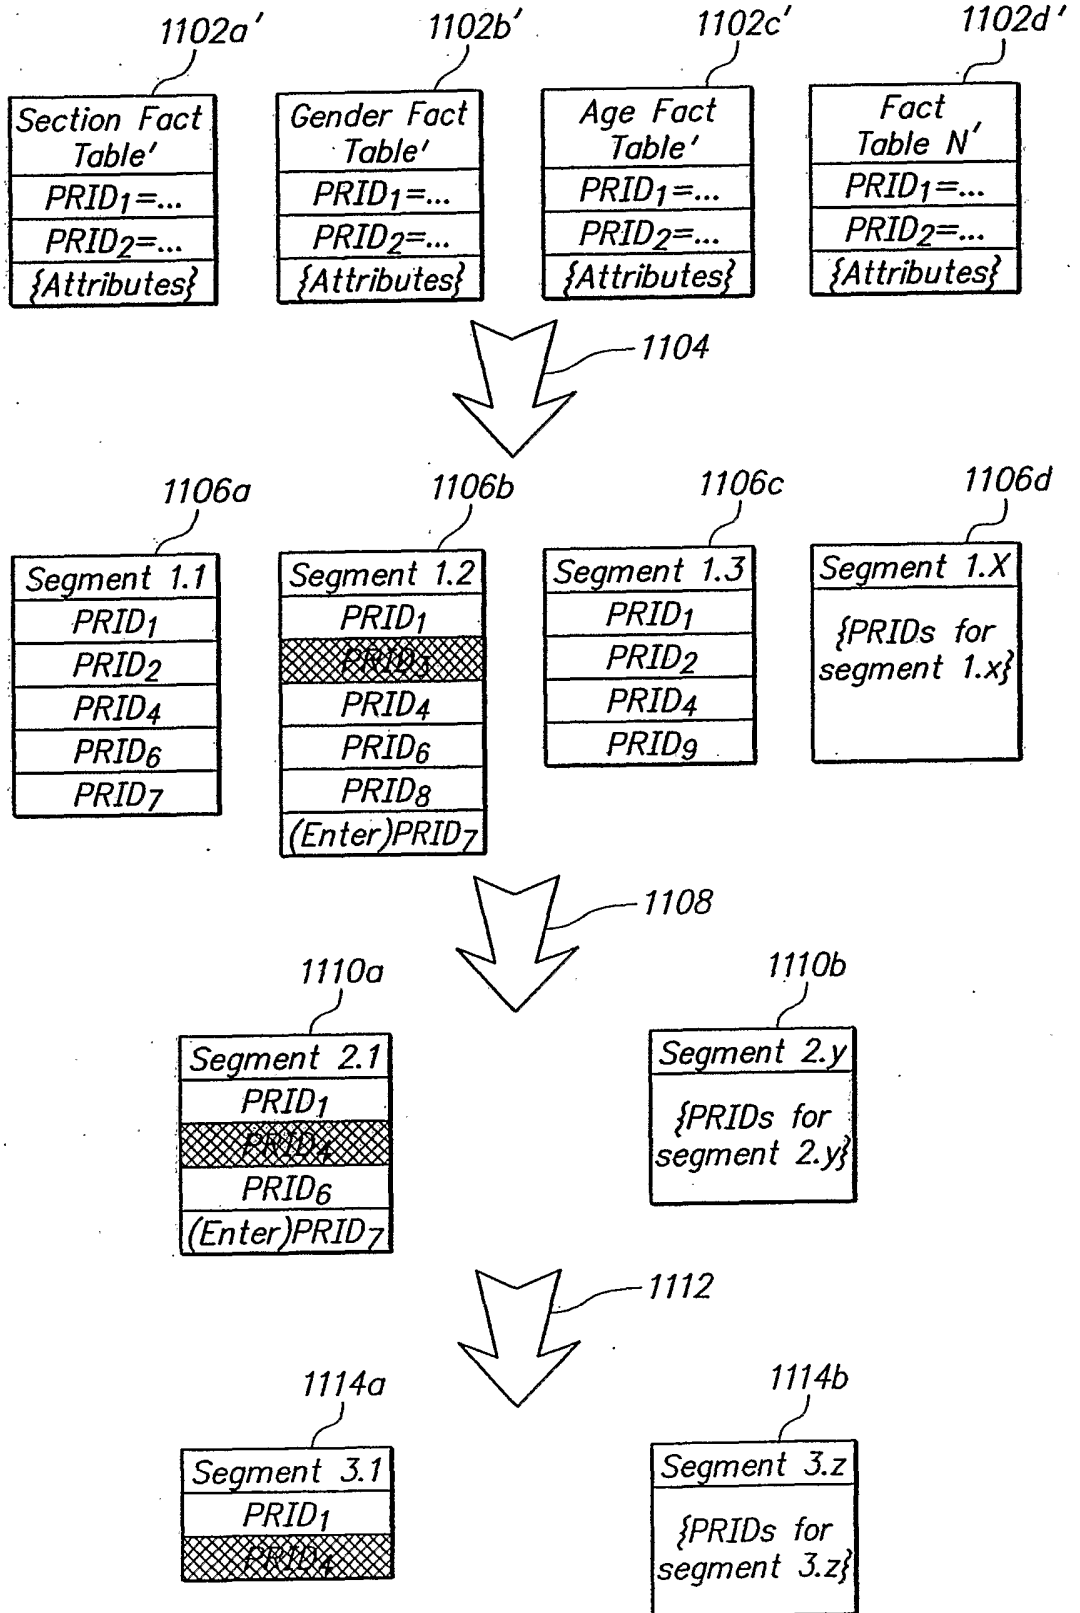 1102a' 1102b' 1102c' 1102d'
Section Fact
Table'
PRID1=...
PRID2=...
{Attributes}
Gender Fact
Table'
PRID1=...
PRID2=...
{Attributes}
Age Fact
Table'
PRID1=...
PRID2=...
{Attributes}
Fact
Table N'
PRID1=...
PRID2=...
{Attributes}
1104
1106a 1106b 1106c 1106d
Segment 1.1
PRID1
PRID2
PRID4
PRID6
PRID7
Segment 1.2
PRID1
PRID3
PRID4
PRID6
PRID8
(Enter)PRID7
Segment 1.3
PRID1
PRID2
PRID4
PRID9
Segment 1.X
{PRIDs for
segment 1.x}
1108
1110a 1110b
Segment 2.1
PRID1
PRID4
PRID6
(Enter)PRID7
Segment 2.y
{PRIDs for
segment 2.y}
1112
1114a 1114b
Segment 3.1
PRID1
PRID4
Segment 3.z
{PRIDs for
segment 3.z}